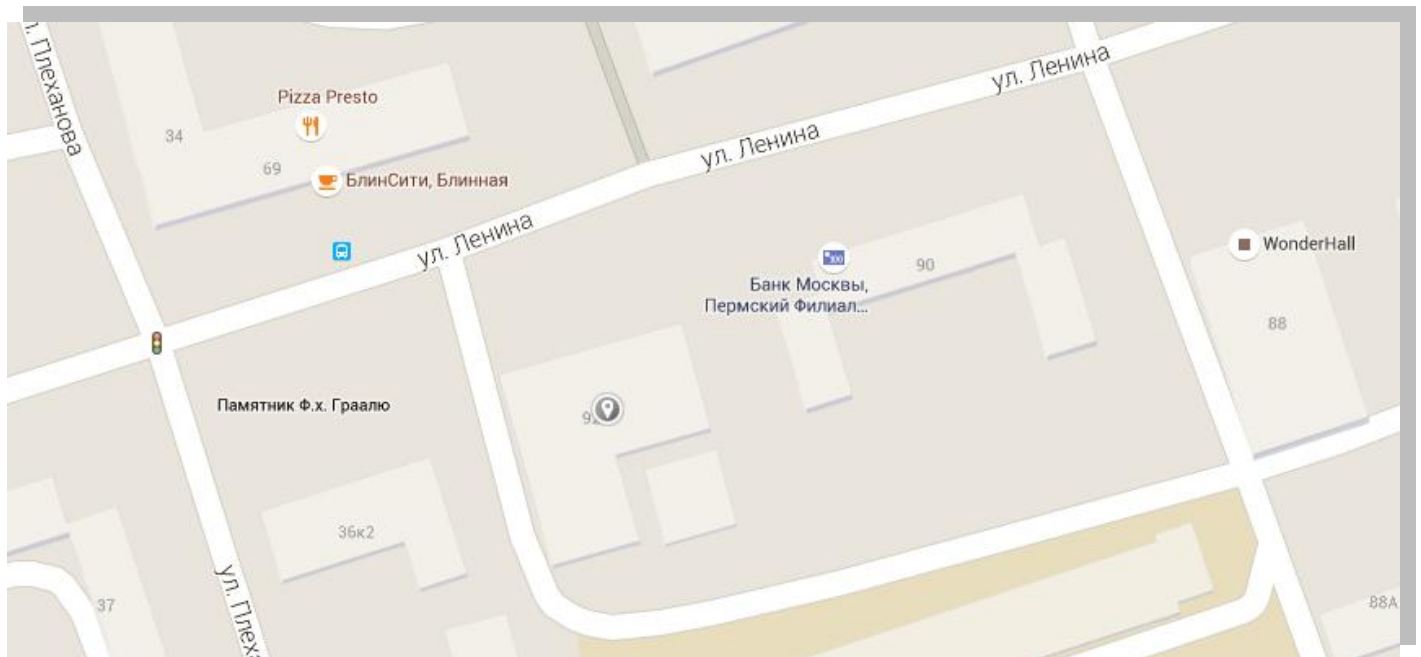 ул. Ленина
л. Плеханова
Pizza Presto
34
69
БлинСити, Блинная
ул. Ленина
ул. Ленина
WonderHall
Банк Москвы,
Пермский Филиал...
90
88
Памятник Ф.х. Граалю
36к2
ул. Плеха
37
88А